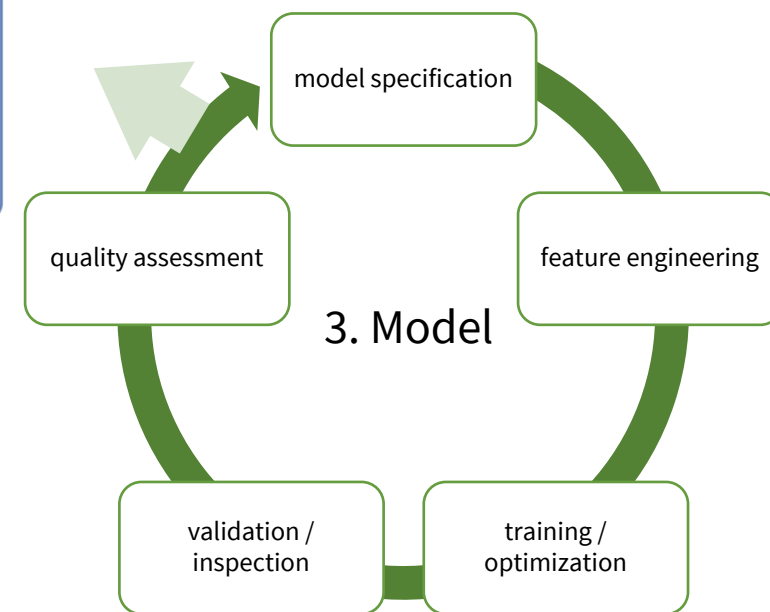 model specification
quality assessment
feature engineering
3. Model
validation /
inspection
training /
optimization